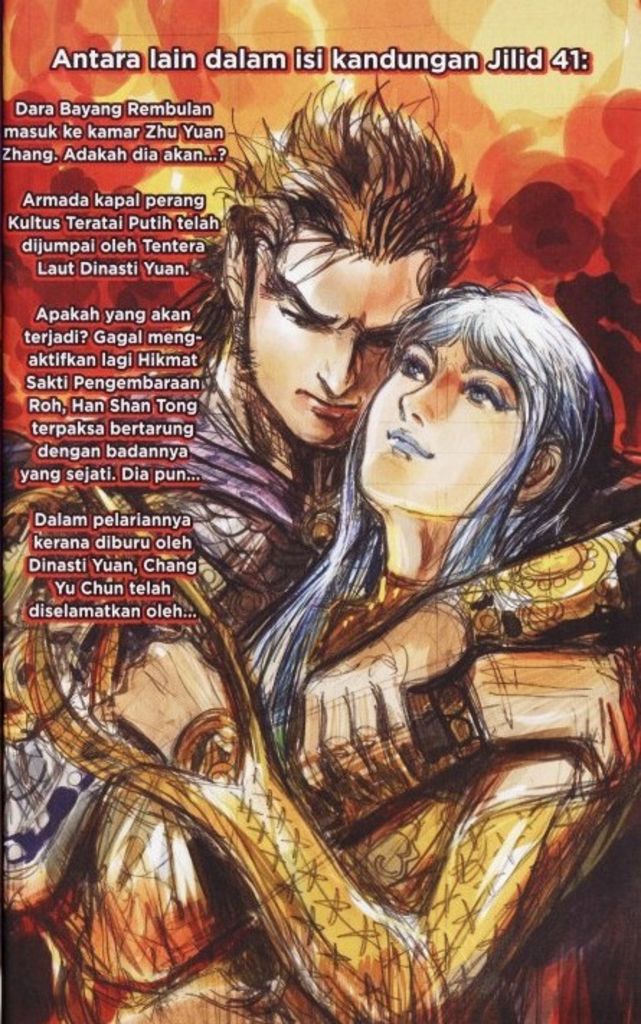 Antara lain dalam isi kandungan Jilid 41:
Dara Bayang Rembulan
masuk ke kamar Zhu Yuan
Zhang. Adakah dia akan...?
Armada kapal perang
Kultus Teratai Putih telah
dijumpai oleh Tentera
Laut Dinasti Yuan.
Apakah yang akan
terjadi? Gagal meng-
aktifkan lagi Hikmat
Sakti Pengembaraan
Roh, Han Shan Tong
terpaksa bertarung
dengan badannya
yang sejati. Dia pun...
Dalam pelariannya
kerana diburu oleh
Dinasti Yuan, Chang
Yu Chun telah
diselamatkan oleh...